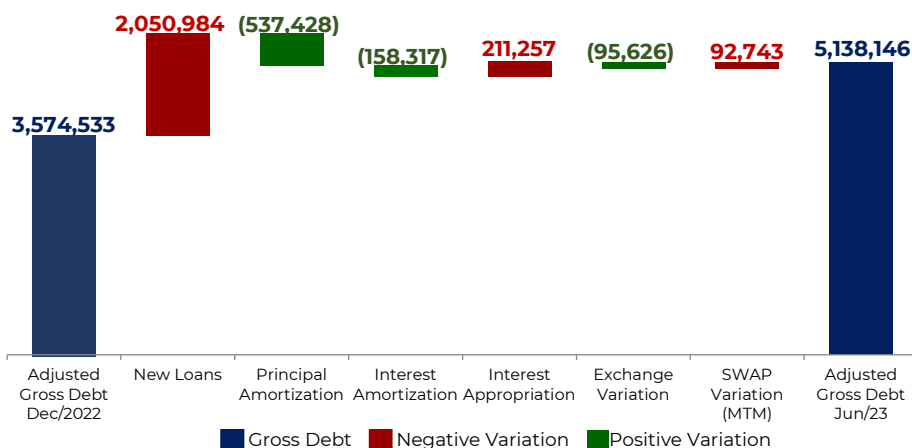 2,050,984
(537,428)
(158,317)
211,257
(95,626)
92,743
5,138,146
3,574,533
Adjusted
Gross Debt
Dec/2022
New Loans
Principal
Amortization
Interest
Amortization
Interest
Appropriation
Exchange
Variation
SWAP
Variation
(MTM)
Adjusted
Gross Debt
Jun/23
Gross Debt
Negative Variation
Positive Variation